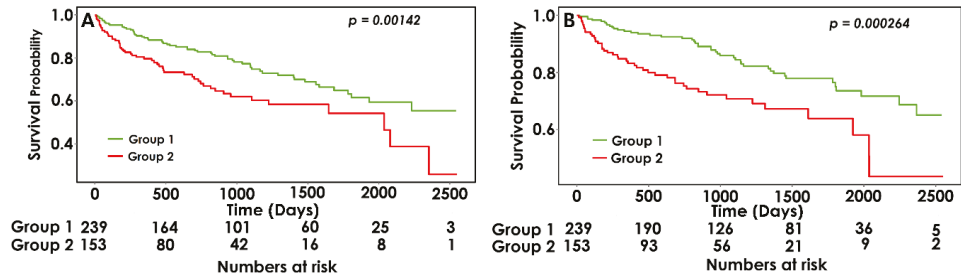 A
p = 0.00142
Survival Probability
1.0
0.8
0.6
0.4
Group 1
Group 2
0 500 1000 1500 2000 2500
Time (Days)
Group 1 239 164 101 60 25 3
Group 2 153 80 42 16 8 1
Numbers at risk
B
p = 0.000264
Survival Probability
1.0
0.8
0.6
Group 1
Group 2
0 500 1000 1500 2000 2500
Time (Days)
Group 1 239 190 126 81 36 5
Group 2 153 93 56 21 9 2
Numbers at risk